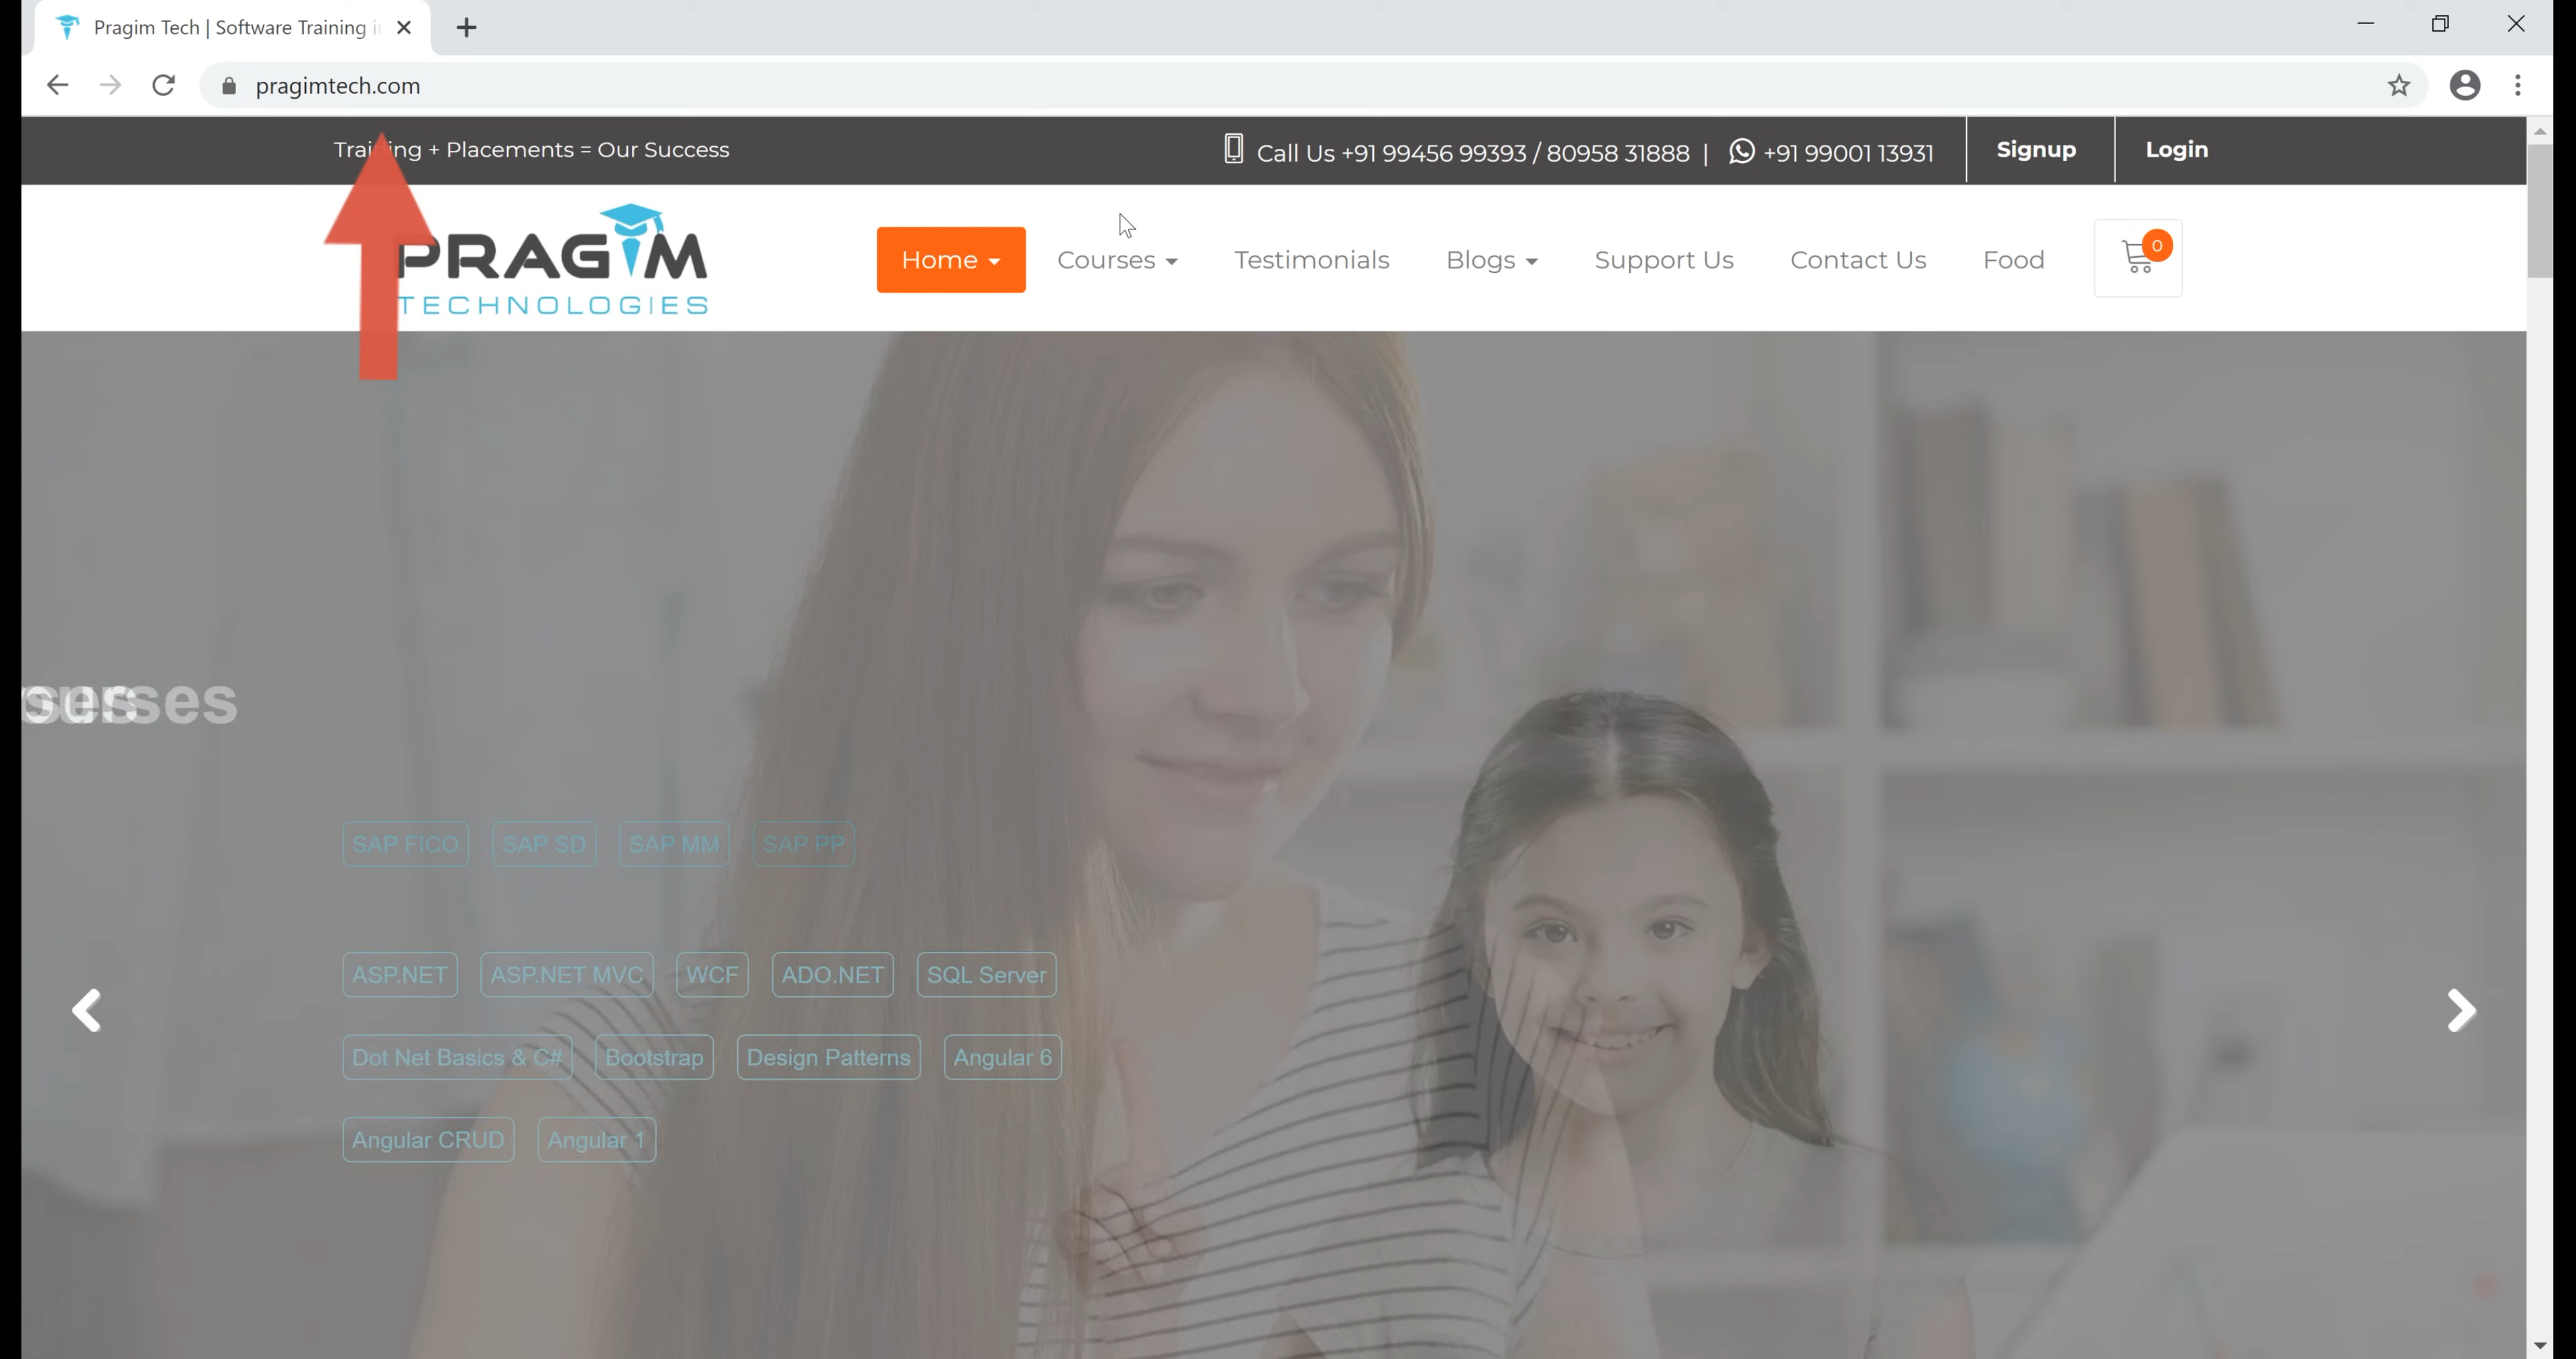 Pragim Tech | Software Training
pragimtech.com
Training + Placements = Our Success
Call Us +91 99456 99393 / 80958 31888 | +91 99001 13931
Signup
Login
PRAGIM
TECHNOLOGIES
Home
Courses
Testimonials
Blogs
Support Us
Contact Us
Food
0
SAP FICO SAP SD SAP MM SAP PP
ASP.NET ASP.NET MVC WCF ADO.NET SQL Server
Dot Net Basics & C# Bootstrap Design Patterns Angular 6
Angular CRUD Angular 1